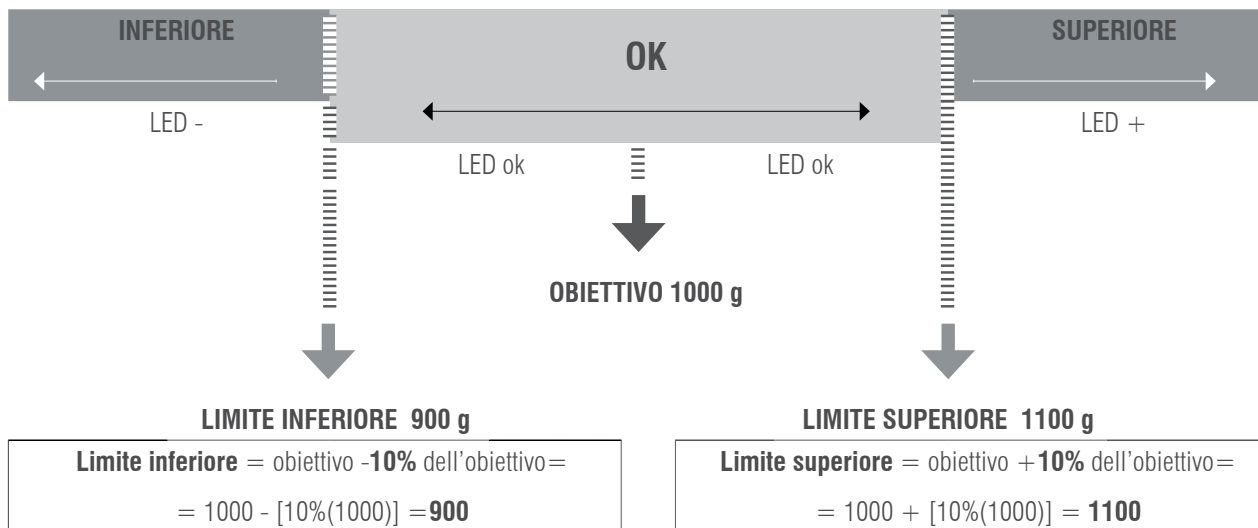 INFERIORE
OK
SUPERIORE
LED -
LED ok
LED ok
LED +
OBIETTIVO 1000 g
LIMITE INFERIORE 900 g
Limite inferiore = obiettivo -10% dell'obiettivo=
= 1000 - [10%(1000)] =900
LIMITE SUPERIORE 1100 g
Limite superiore = obiettivo +10% dell'obiettivo=
= 1000 + [10%(1000)] = 1100